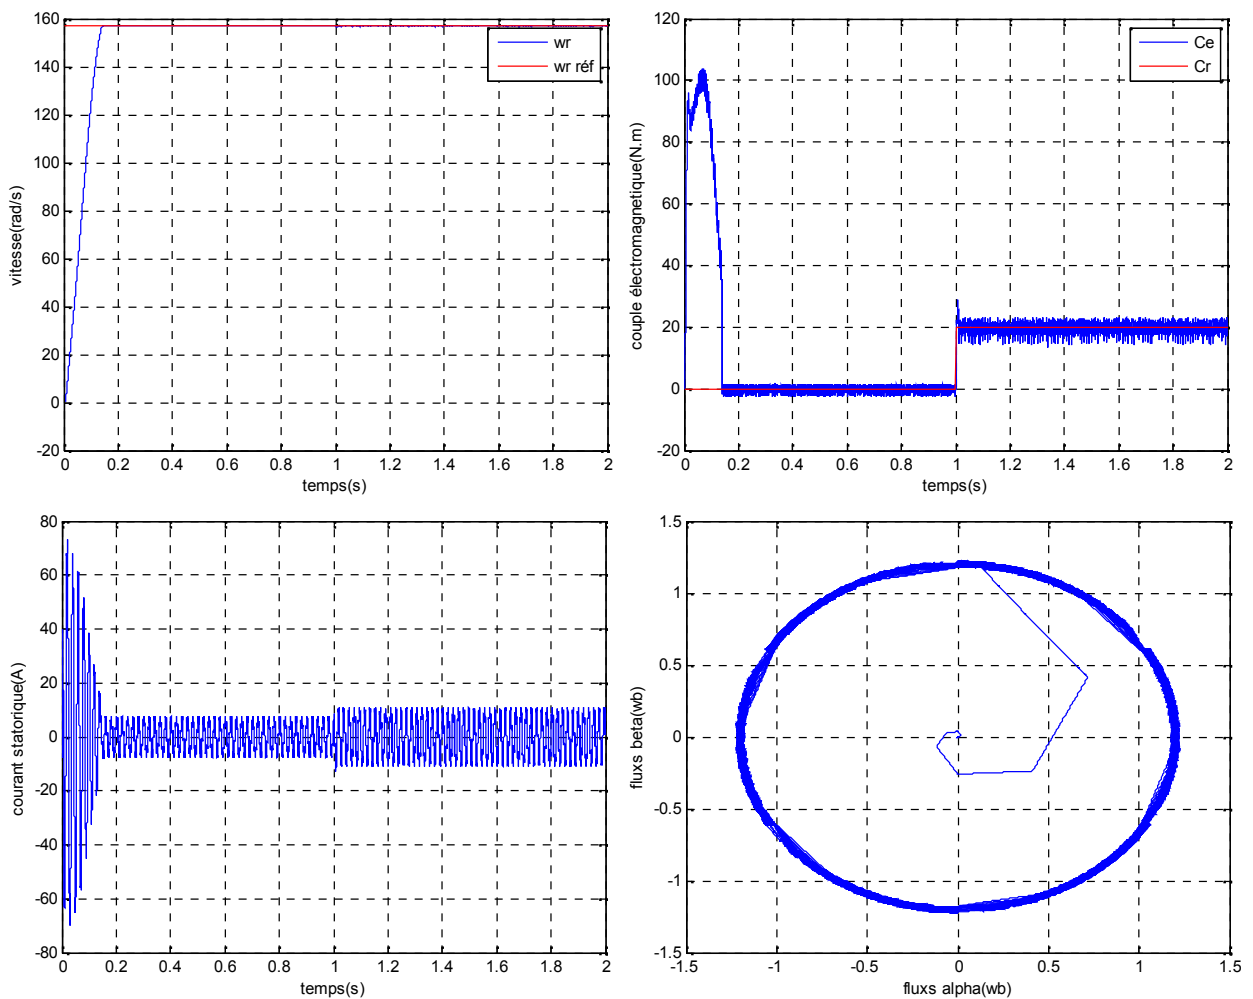 160
140
120
100
80
60
40
20
0
-20
0 0.2 0.4 0.6 0.8 1 1.2 1.4 1.6 1.8 2
temps(s)
vitesse(rad/s)
wr
wr réf
120
100
80
60
40
20
0
-20
0 0.2 0.4 0.6 0.8 1 1.2 1.4 1.6 1.8 2
temps(s)
couple électromagnetique(N.m)
Ce
Cr
80
60
40
20
0
-20
-40
-60
-80
0 0.2 0.4 0.6 0.8 1 1.2 1.4 1.6 1.8 2
temps(s)
courant statorique(A)
1.5
1
0.5
0
-0.5
-1
-1.5
-1.5 -1 -0.5 0 0.5 1 1.5
fluxs alpha(wb)
fluxs beta(wb)